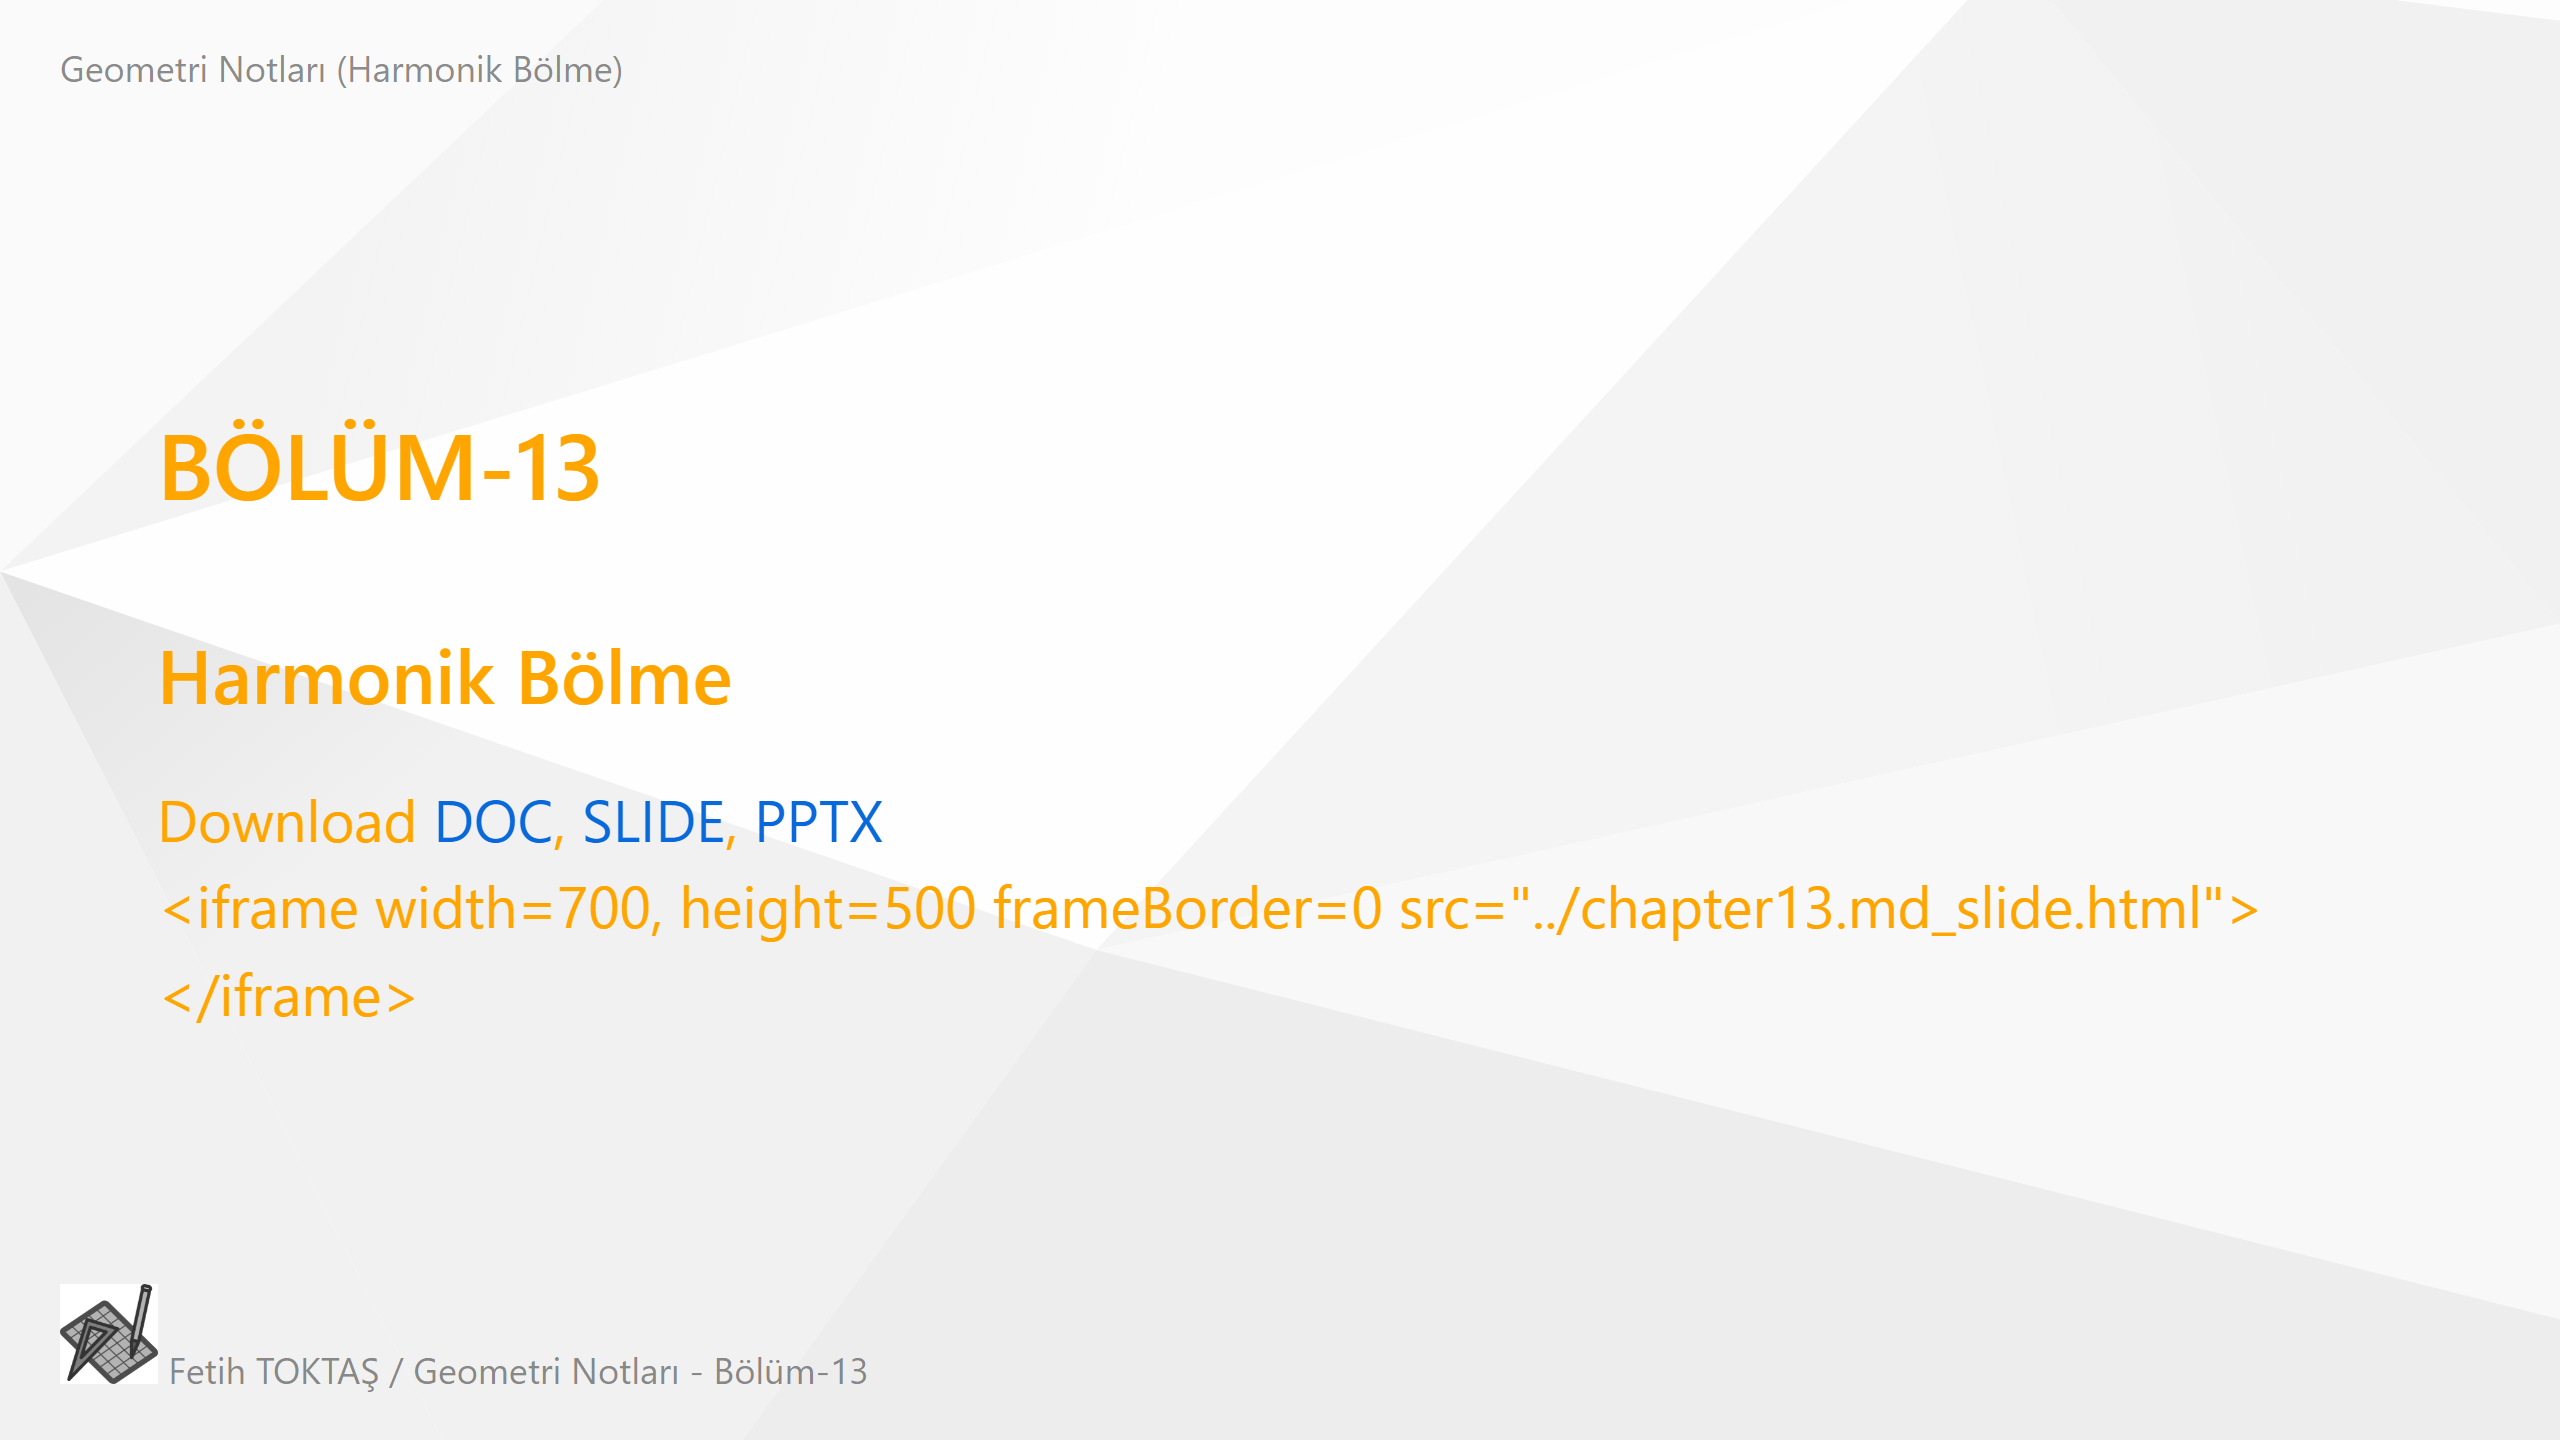 Geometri Notları (Harmonik Bölme)
BÖLÜM-13
Harmonik Bölme
Download DOC, SLIDE, PPTX
<iframe width=700, height=500 frameBorder=0 src="../chapter13.md_slide.html">
</iframe>
Fetih TOKTAŞ / Geometri Notları - Bölüm-13